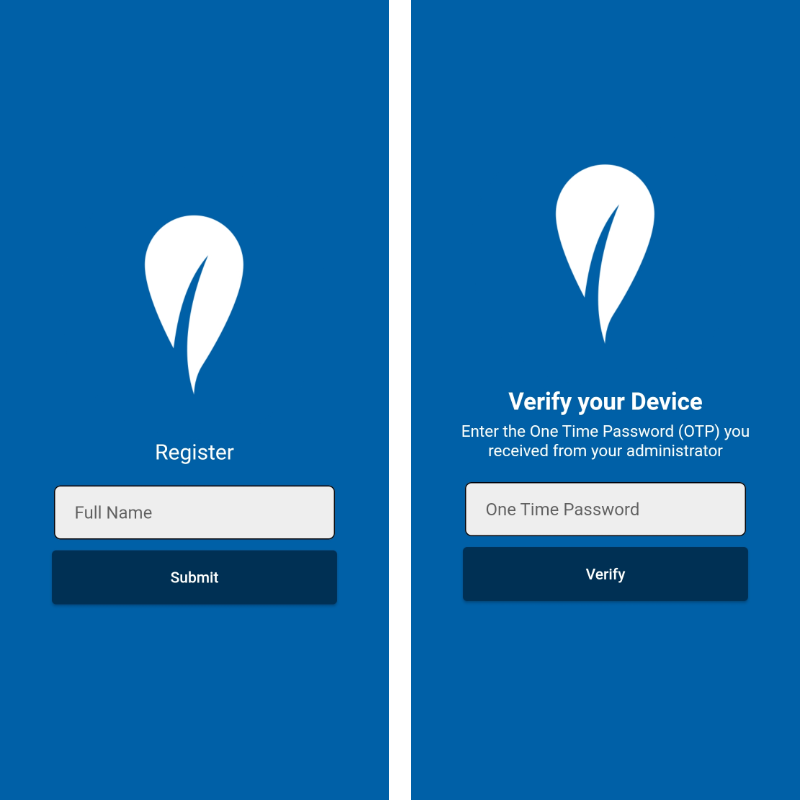 Register
Full Name
Submit
Verify your Device
Enter the One Time Password (OTP) you
received from your administrator
One Time Password
Verify